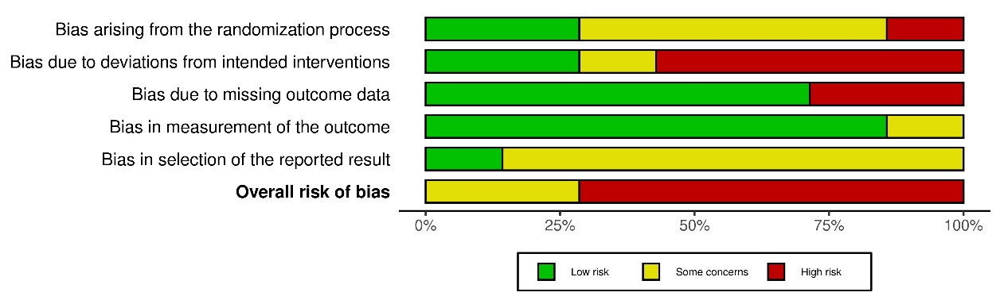 Bias arising from the randomization process
Bias due to deviations from intended interventions
Bias due to missing outcome data
Bias in measurement of the outcome
Bias in selection of the reported result
Overall risk of bias
0% 25% 50% 75% 100%
Low risk Some concerns High risk